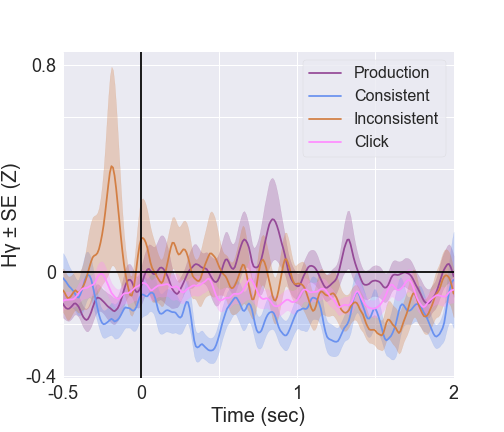 Production
Consistent
Inconsistent
Click
Hγ ± SE (Z)
0.8
0
-0.4
-0.5 0 1 2
Time (sec)